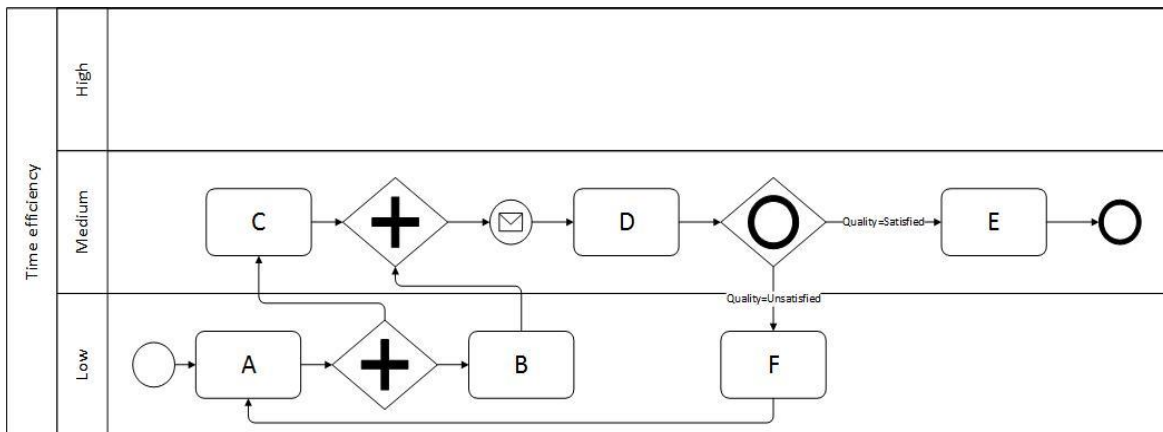 Time efficiency
High
Medium
Low
C
D
Quality=Satisfied
E
Quality=Unsatisfied
A
B
F